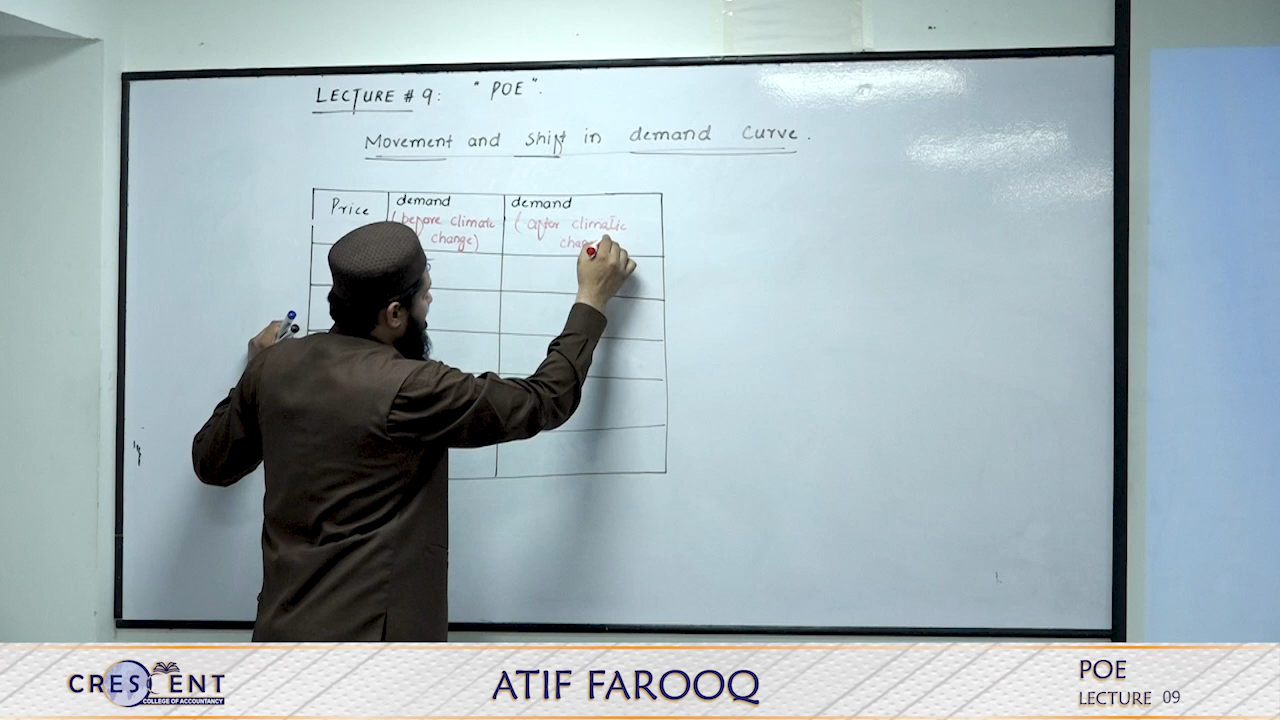 LECTURE # 9: " POE ".
Movement and shift in demand curve.
Price
demand
(before climate
change)
demand
(after climatic
chan
CRESCENT
COLLEGE OF ACCOUNTANCY
ATIF FAROOQ
POE
LECTURE 09